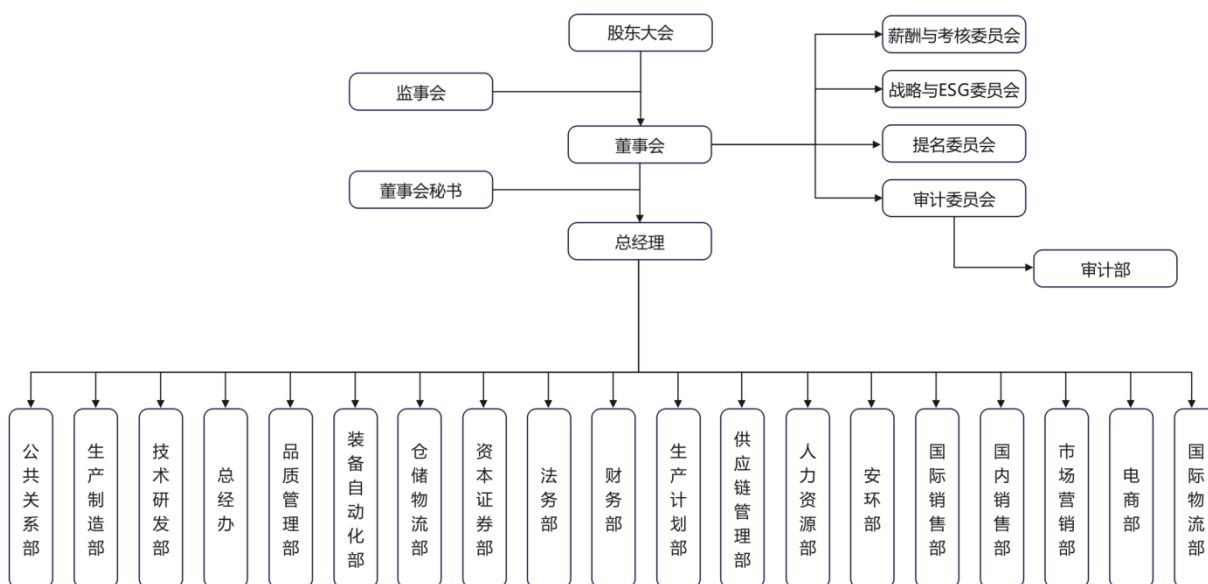 股东大会
薪酬与考核委员会
监事会
战略与ESG委员会
董事会
提名委员会
董事会秘书
审计委员会
总经理
审计部
公共关系部
生产制造部
技术研发部
总经办
品质管理部
装备自动化部
仓储物流部
资本证券部
法务部
财务部
生产计划部
供应链管理部
人力资源部
安环部
国际销售部
国内销售部
市场营销部
电商部
国际物流部